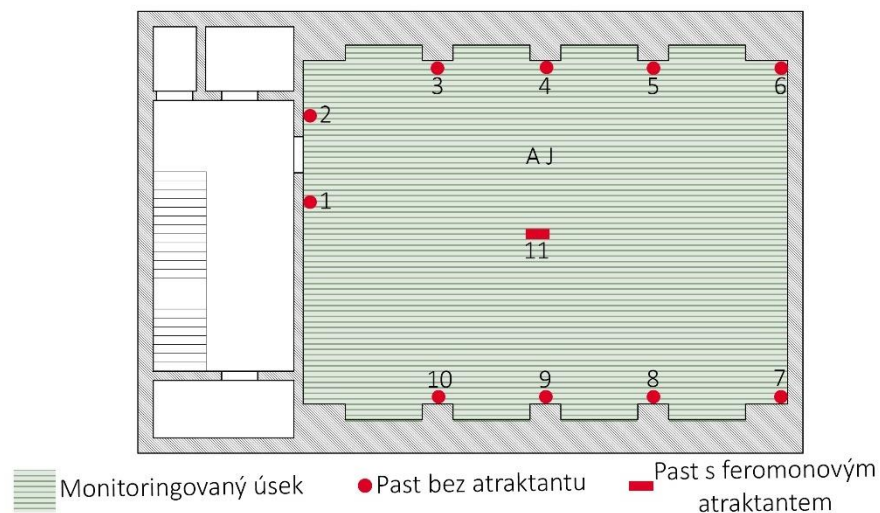 3
4
5
6
2
A J
1
11
10
9
8
7
Monitoringovaný úsek
Past bez atraktantu
Past s feromonovým
atraktantem